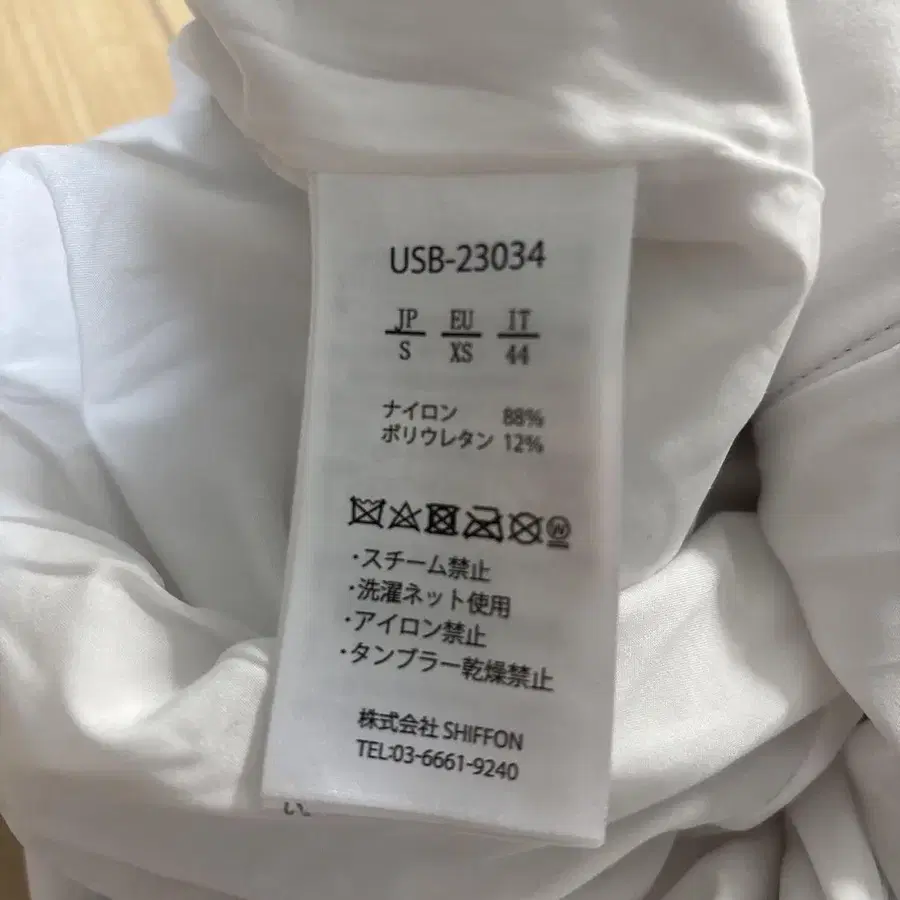 USB-23034
JP EU IT
S XS 44
ナイロン 88%
ポリウレタン 12%
W
・スチーム禁止
・洗濯ネット使用
・アイロン禁止
・タンブラー乾燥禁止
株式会社 SHIFFON
TEL:03-6661-9240
い。